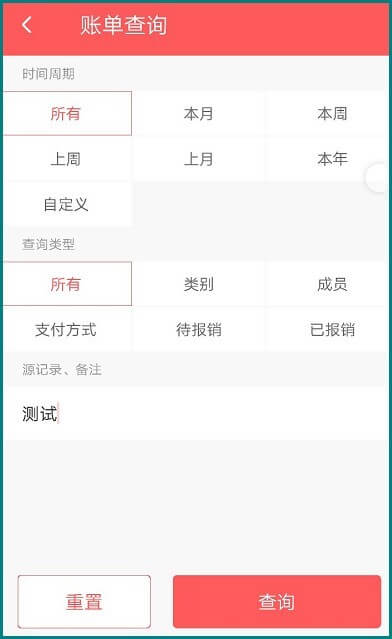 账单查询
时间周期
所有 本月 本周
上周 上月 本年
自定义
查询类型
所有 类别 成员
支付方式 待报销 已报销
源记录、备注
测试
重置 查询